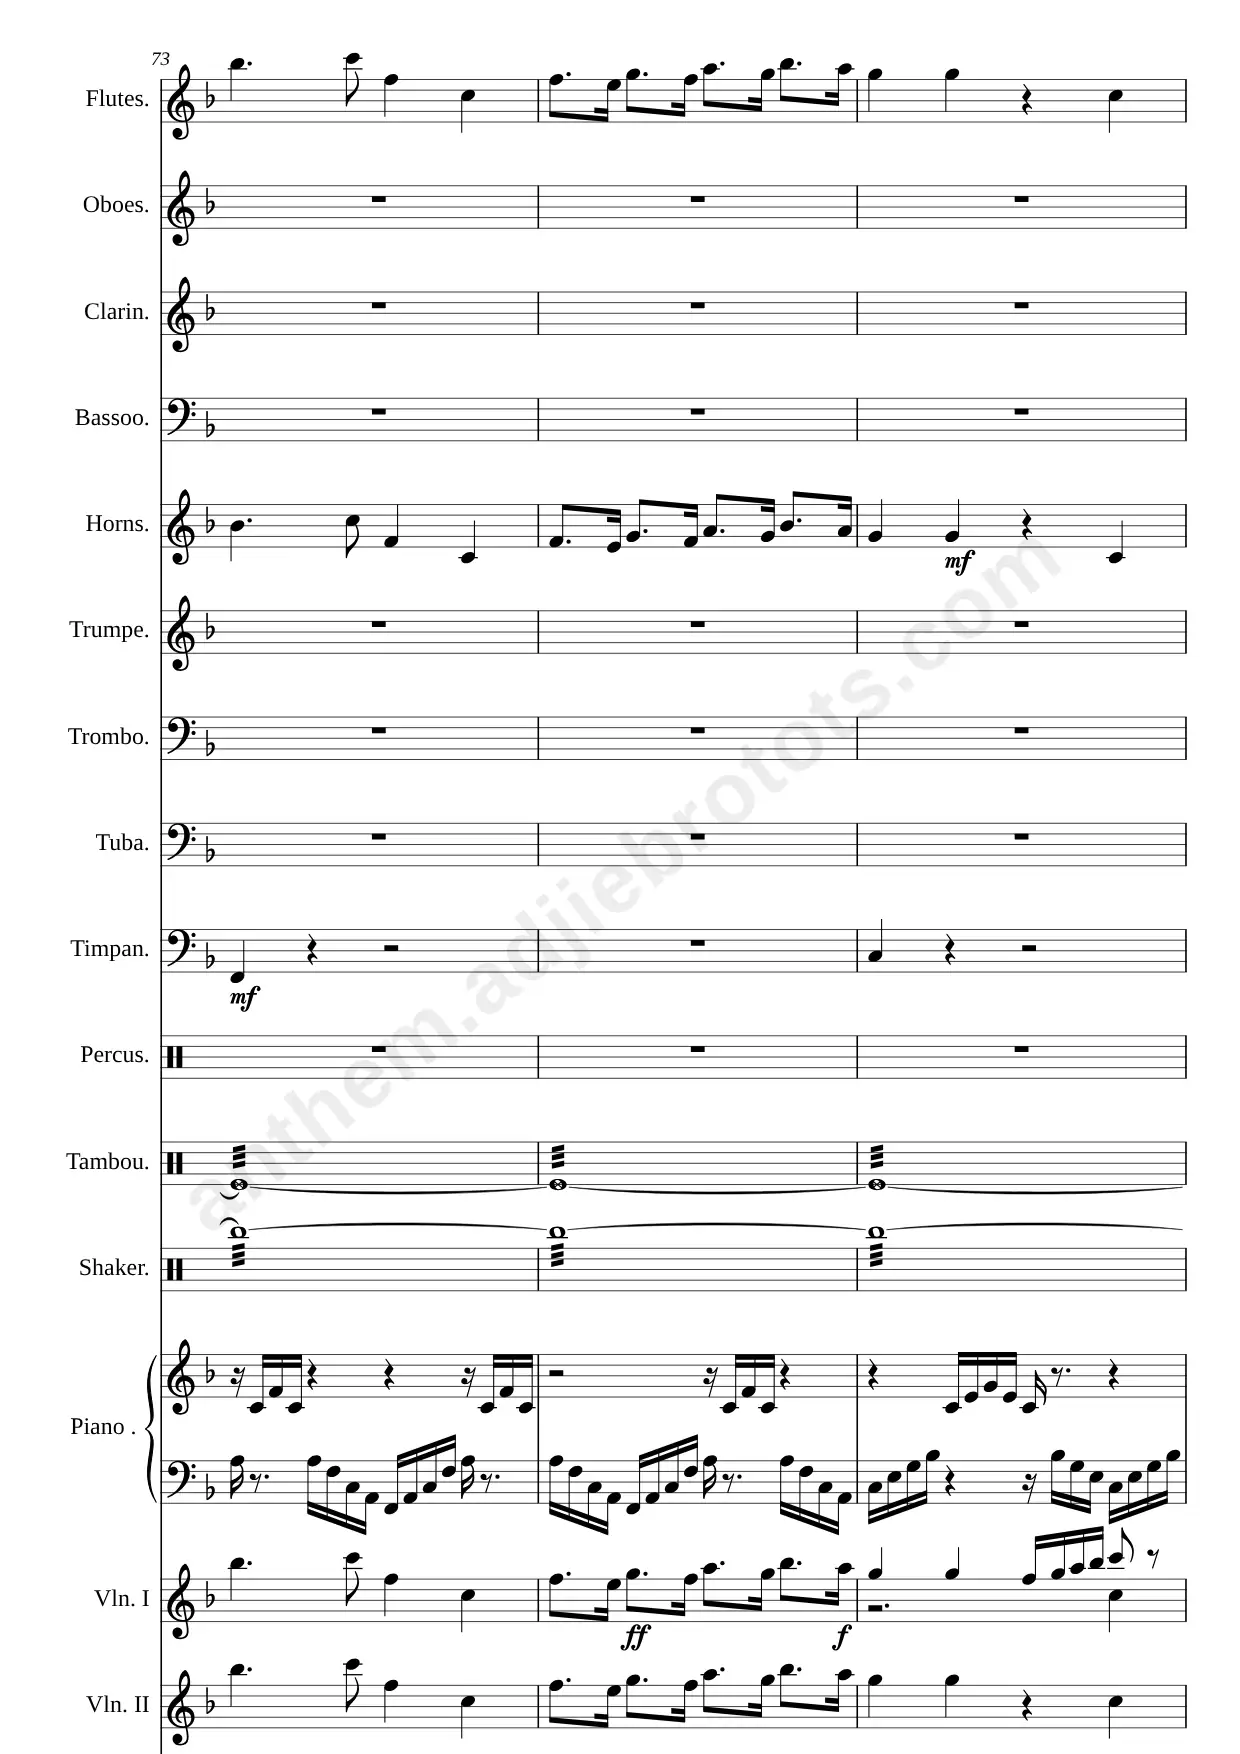 73
Flutes.
Oboes.
Clarin.
Bassoo.
Horns.
mf
Trumpe.
Trombo.
Tuba.
Timpan.
mf
Percus.
Tambou.
Shaker.
Piano .
Vln. I
ff f
Vln. II
anthem.adjiebrotots.com